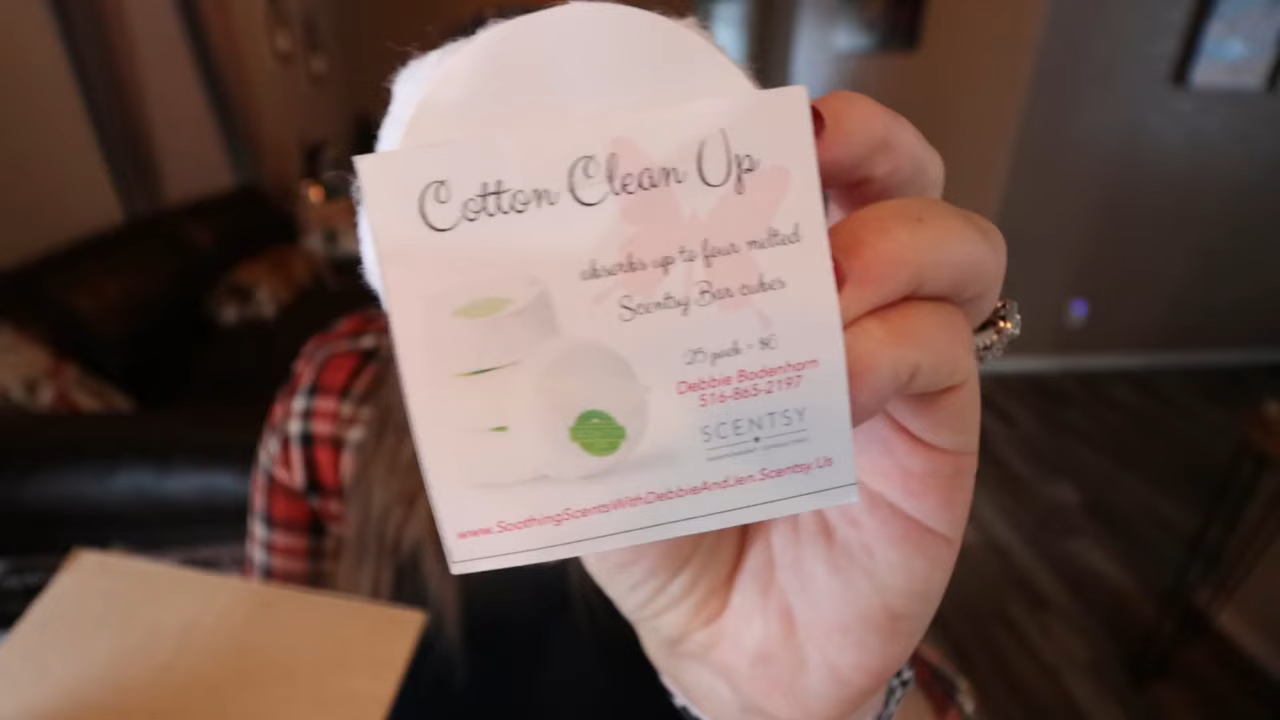 Cotton Clean Up
absorbs up to four melted
Scentsy Bar cubes
25 pack - $6
Debbie Bodenhorn
516-865-2197
SCENTSY
www.SoothingScentsWithDebbieAndJen.Scentsy.Us